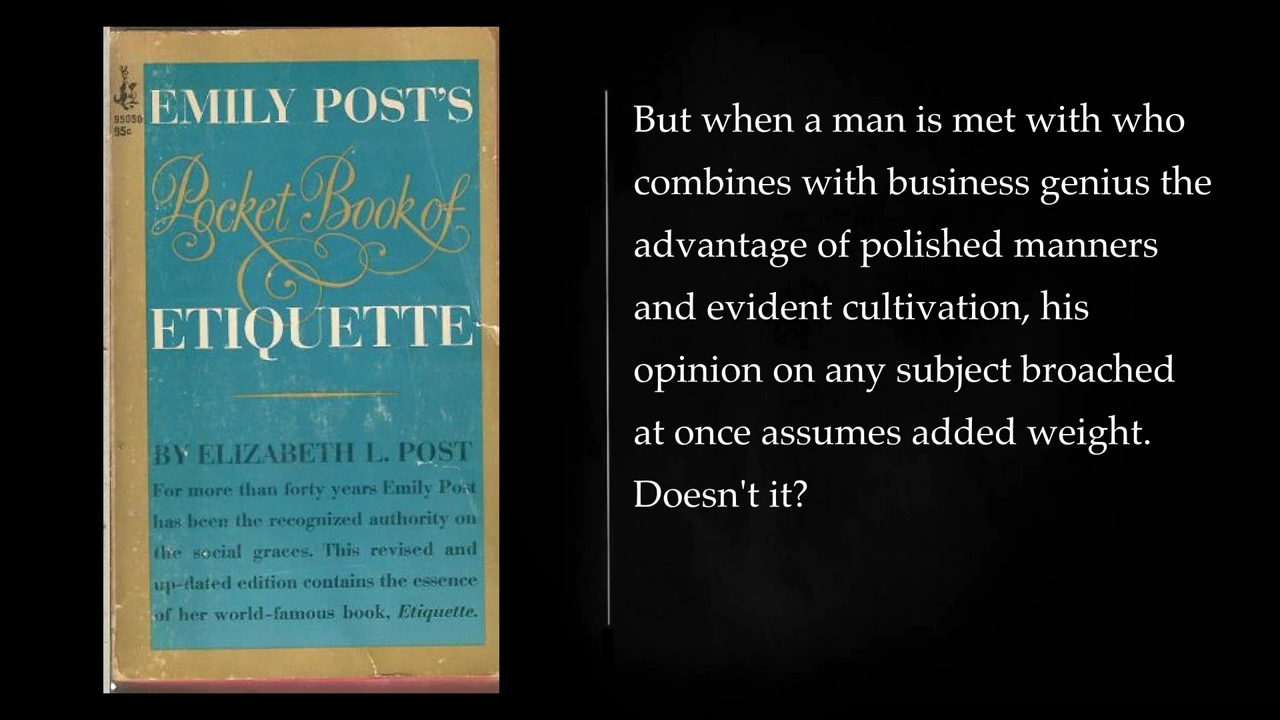 EMILY POST'S
95050
95c
Pocket Book of
ETIQUETTE
BY ELIZABETH L. POST
For more than forty years Emily Post
has been the recognized authority on
the social graces. This revised and
up-dated edition contains the essence
of her world-famous book, Etiquette.
But when a man is met with who
combines with business genius the
advantage of polished manners
and evident cultivation, his
opinion on any subject broached
at once assumes added weight.
Doesn't it?